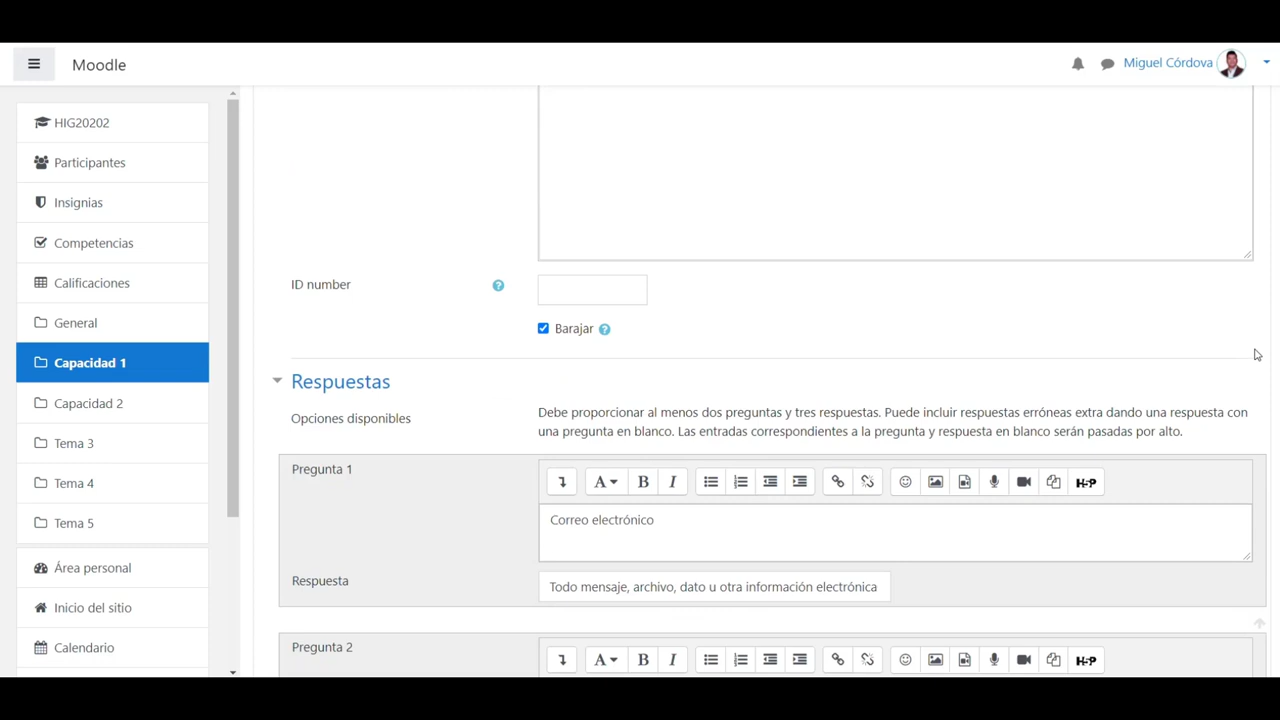 Moodle
Miguel Córdova
HIG20202
Participantes
Insignias
Competencias
Calificaciones
General
Capacidad 1
Capacidad 2
Tema 3
Tema 4
Tema 5
Área personal
Inicio del sitio
Calendario
ID number
Barajar
Respuestas
Opciones disponibles
Debe proporcionar al menos dos preguntas y tres respuestas. Puede incluir respuestas erróneas extra dando una respuesta con
una pregunta en blanco. Las entradas correspondientes a la pregunta y respuesta en blanco serán pasadas por alto.
Pregunta 1
A B I H5P
Correo electrónico
Respuesta
Todo mensaje, archivo, dato u otra información electrónica
Pregunta 2
A B I H5P